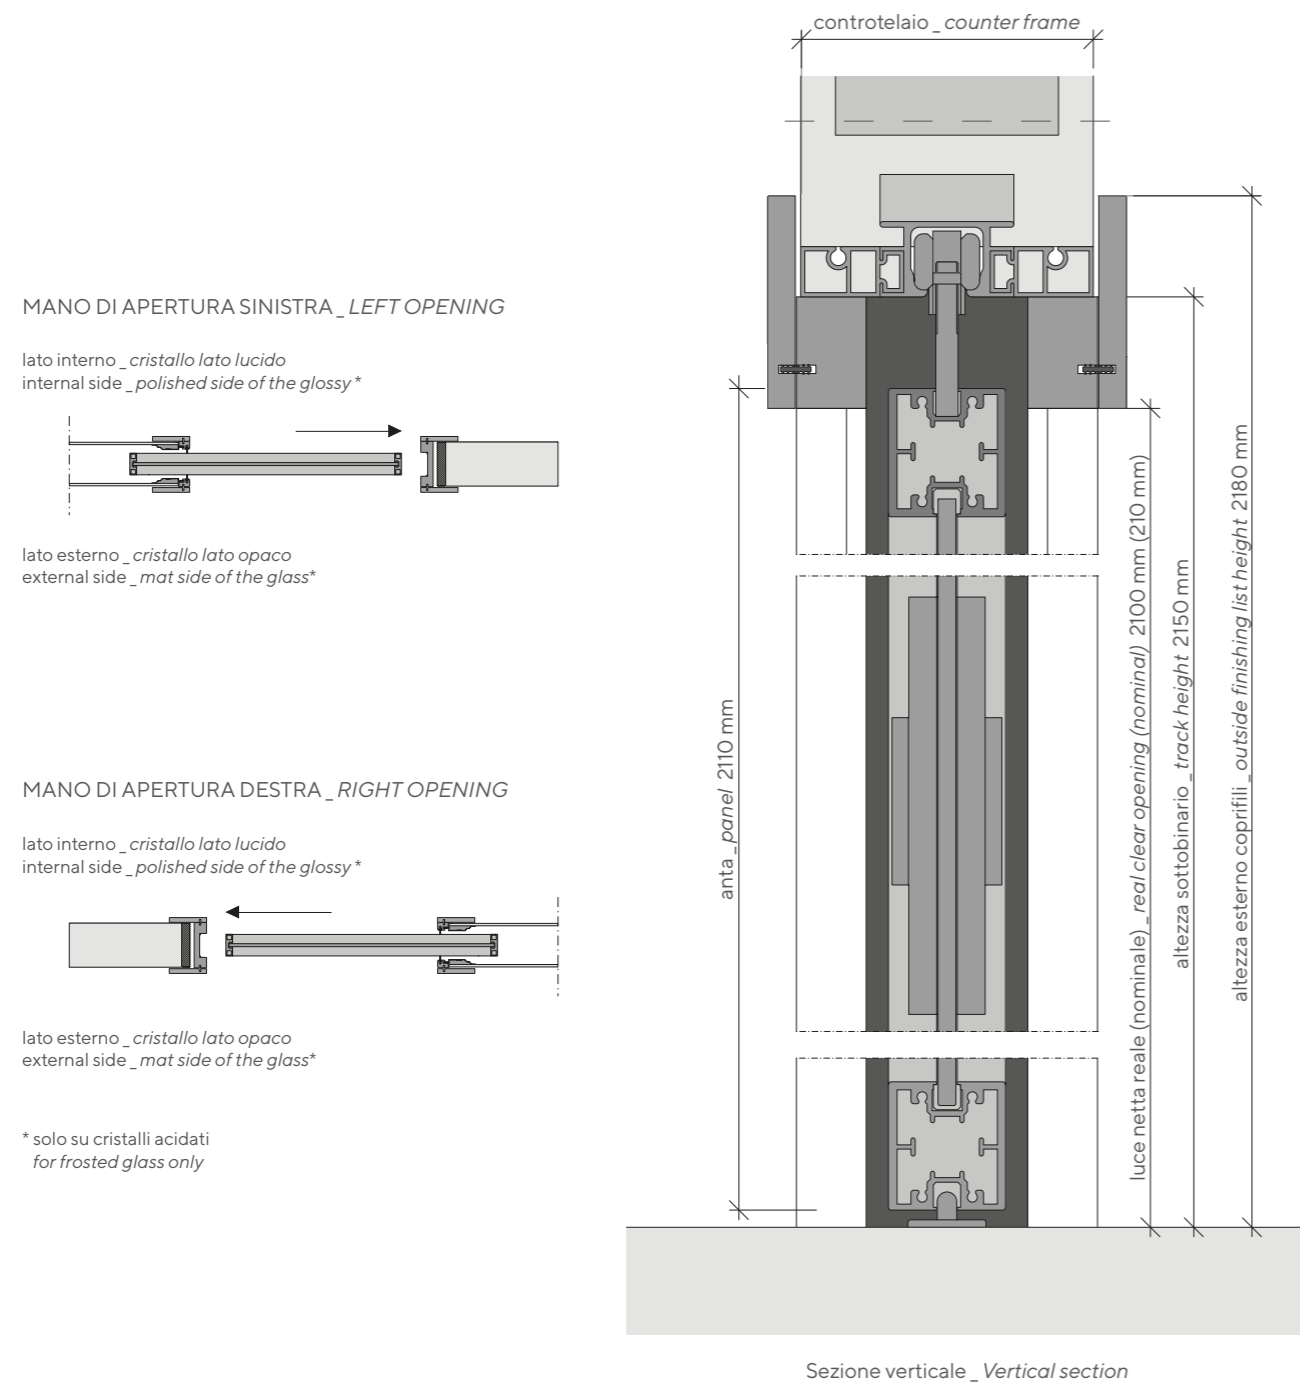 controtelaio _ counter frame
MANO DI APERTURA SINISTRA _ LEFT OPENING
lato interno _ cristallo lato lucido
internal side _ polished side of the glossy *
lato esterno _ cristallo lato opaco
external side _ mat side of the glass*
MANO DI APERTURA DESTRA _ RIGHT OPENING
lato interno _ cristallo lato lucido
internal side _ polished side of the glossy *
lato esterno _ cristallo lato opaco
external side _ mat side of the glass*
* solo su cristalli acidati
for frosted glass only
anta _ panel 2110 mm
luce netta reale (nominale) _ real clear opening (nominal) 2100 mm (210 mm)
altezza sottobinario _ track height 2150 mm
altezza esterno coprifili _ outside finishing list height 2180 mm
Sezione verticale _ Vertical section